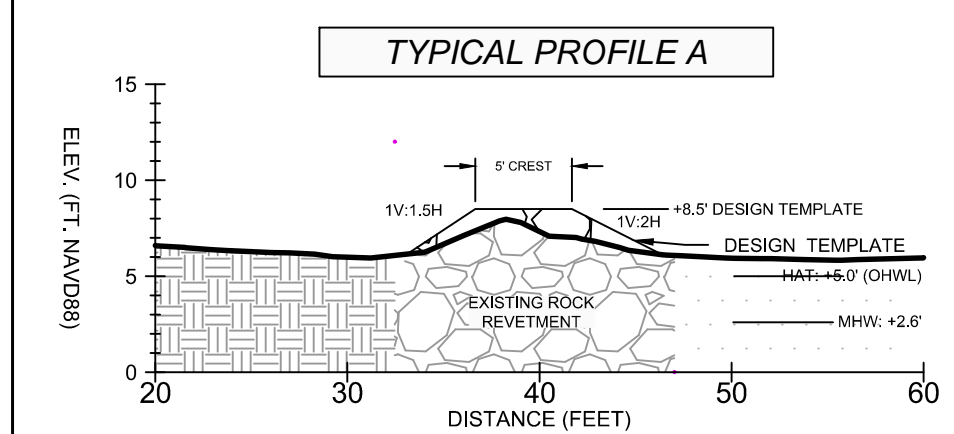 TYPICAL PROFILE A
15
10
5
0
ELEV. (FT. NAVD88)
5' CREST
1V:1.5H
1V:2H
+8.5' DESIGN TEMPLATE
DESIGN TEMPLATE
HAT: +5.0' (OHWL)
EXISTING ROCK
REVETMENT
MHW: +2.6'
20
30
40
50
60
DISTANCE (FEET)